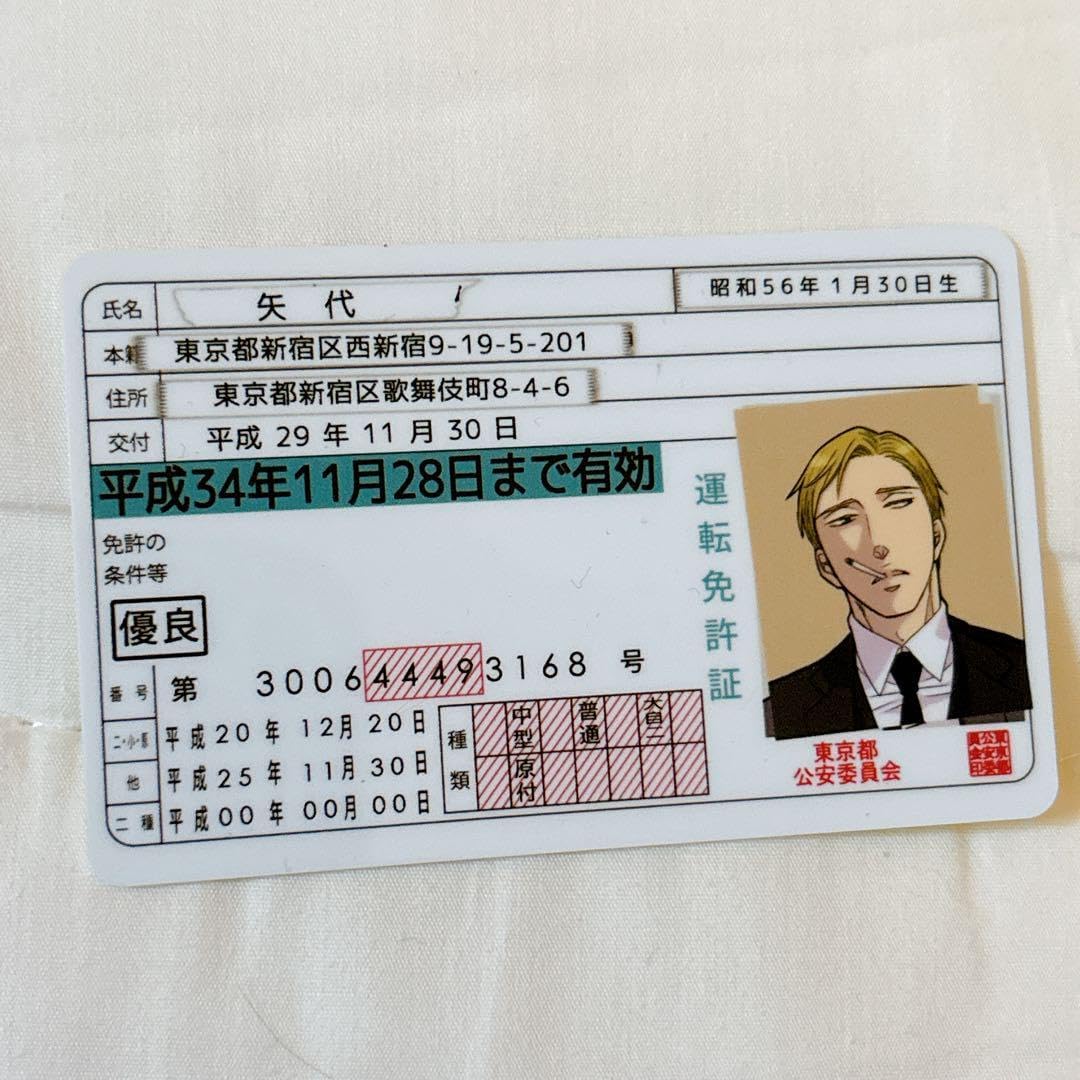 氏名 矢代 昭和56年1月30日生
本籍 東京都新宿区西新宿9-19-5-201
住所 東京都新宿区歌舞伎町8-4-6
交付 平成29年11月30日
平成34年11月28日まで有効
免許の
条件等
優良
番号 第 300644493168 号
二・小・原 平成20年12月20日
他 平成25年11月30日
二種 平成00年00月00日
種類
中型 普通
原付
運転免許証
東京都
公安委員会